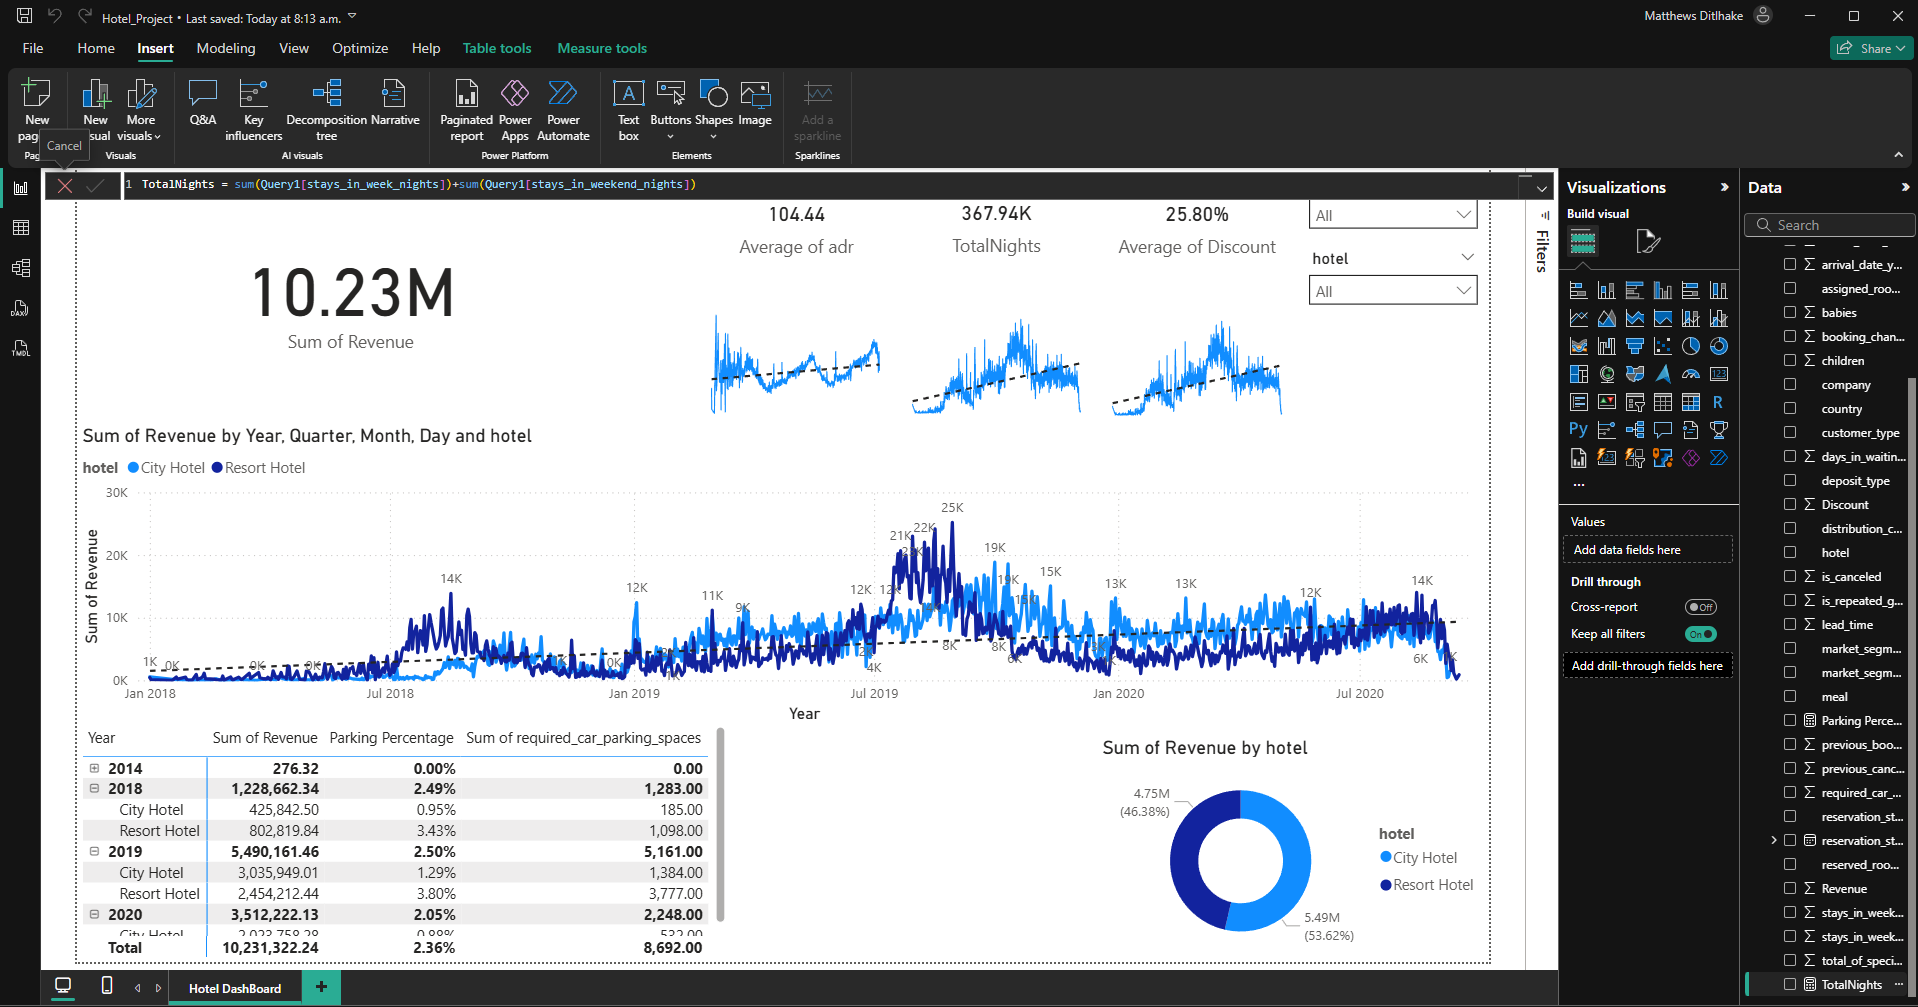 Hotel_Project • Last saved: Today at 8:13 a.m.
Matthews Ditlhake
File Home Insert Modeling View Optimize Help Table tools Measure tools
Share
New
New More Q&A Key Decomposition Narrative Paginated Power Power Text Buttons Shapes Image Add a
visuals influencers tree report Apps Automate box sparkline
Visuals AI visuals Power Platform Elements Sparklines
Cancel
1 TotalNights = sum(Query1[stays_in_week_nights])+sum(Query1[stays_in_weekend_nights])
10.23M
Sum of Revenue
104.44
Average of adr
367.94K
TotalNights
25.80%
Average of Discount
All
hotel
All
Filters
Sum of Revenue by Year, Quarter, Month, Day and hotel
hotel City Hotel Resort Hotel
Sum of Revenue
30K
20K
10K
0K
1K 0K 0K 0K 14K 12K 11K 9K 12K 12K 21K 22K 25K 19K 19K 15K 13K 13K 12K 14K
4K 8K 8K 6K 6K
Jan 2018 Jul 2018 Jan 2019 Jul 2019 Jan 2020 Jul 2020
Year
Year Sum of Revenue Parking Percentage Sum of required_car_parking_spaces
2014 276.32 0.00% 0.00
2018 1,228,662.34 2.49% 1,283.00
City Hotel 425,842.50 0.95% 185.00
Resort Hotel 802,819.84 3.43% 1,098.00
2019 5,490,161.46 2.50% 5,161.00
City Hotel 3,035,949.01 1.29% 1,384.00
Resort Hotel 2,454,212.44 3.80% 3,777.00
2020 3,512,222.13 2.05% 2,248.00
City Hotel 2,023,758.28 0.88% 532.00
Total 10,231,322.24 2.36% 8,692.00
Sum of Revenue by hotel
4.75M
(46.38%)
5.49M
(53.62%)
hotel
City Hotel
Resort Hotel
Hotel DashBoard
Visualizations
Build visual
R
Py
123
...
Values
Add data fields here
Drill through
Cross-report Off
Keep all filters On
Add drill-through fields here
Data
Search
arrival_date_y...
assigned_roo...
babies
booking_chan...
children
company
country
customer_type
days_in_waitin...
deposit_type
Discount
distribution_c...
hotel
is_canceled
is_repeated_g...
lead_time
market_segm...
market_segm...
meal
Parking Perce...
previous_boo...
previous_canc...
required_car_...
reservation_st...
reservation_st...
reserved_roo...
Revenue
stays_in_week...
stays_in_week...
total_of_speci...
TotalNights ...
DAX
TMDL